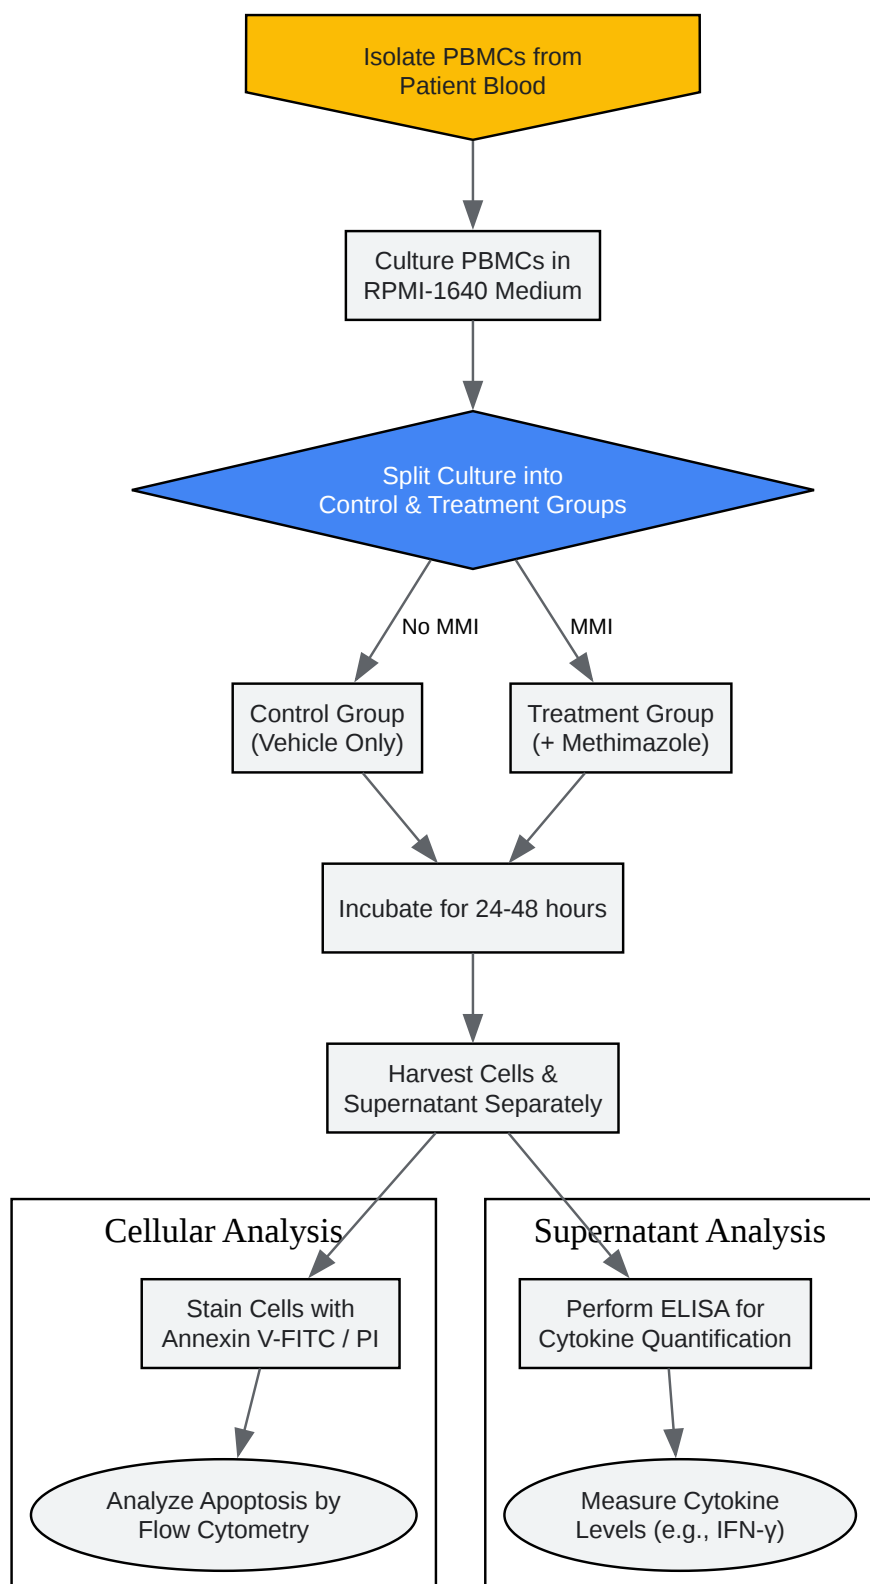 Isolate PBMCs from
Patient Blood
Culture PBMCs in
RPMI-1640 Medium
Split Culture into
Control & Treatment Groups
No MMI
MMI
Control Group
(Vehicle Only)
Treatment Group
(+ Methimazole)
Incubate for 24-48 hours
Harvest Cells &
Supernatant Separately
Cellular Analysis
Supernatant Analysis
Stain Cells with
Annexin V-FITC / PI
Perform ELISA for
Cytokine Quantification
Analyze Apoptosis by
Flow Cytometry
Measure Cytokine
Levels (e.g., IFN-γ)